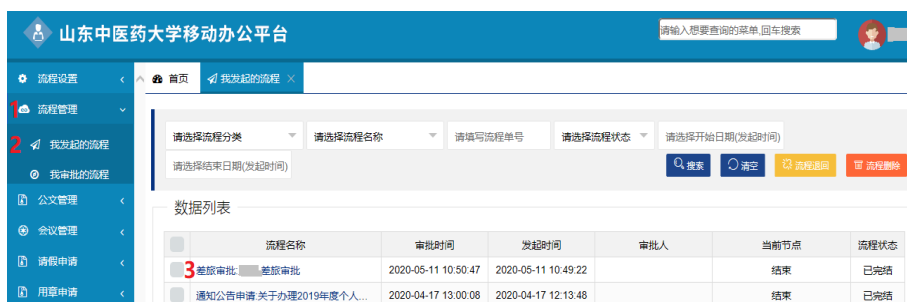 山东中医药大学移动办公平台
请输入想要查询的菜单,回车搜索
流程设置
首页
我发起的流程
1
流程管理
2
我发起的流程
我审批的流程
公文管理
会议管理
请假申请
用章申请
请选择流程分类
请选择流程名称
请填写流程单号
请选择流程状态
请选择开始日期(发起时间)
请选择结束日期(发起时间)
搜索
清空
流程退回
流程删除
数据列表
流程名称 审批时间 发起时间 审批人 当前节点 流程状态
3 差旅审批: 差旅审批 2020-05-11 10:50:47 2020-05-11 10:49:22 结束 已完结
通知公告申请:关于办理2019年度个人... 2020-04-17 13:00:08 2020-04-17 12:13:48 结束 已完结